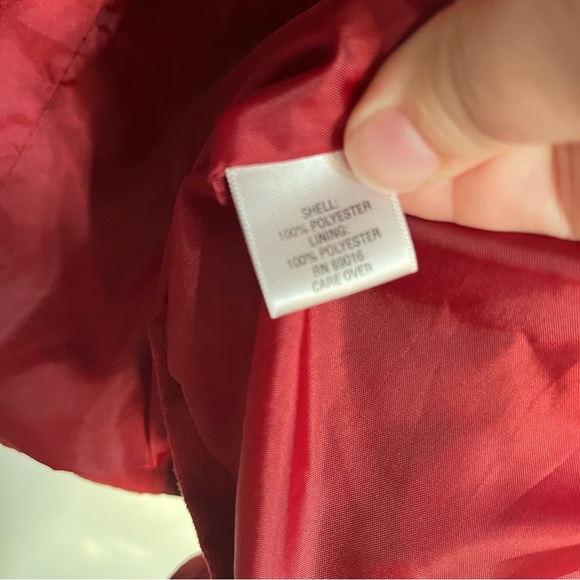 SHELL:
100% POLYESTER
LINING:
100% POLYESTER
RN 69016
CARE OVER